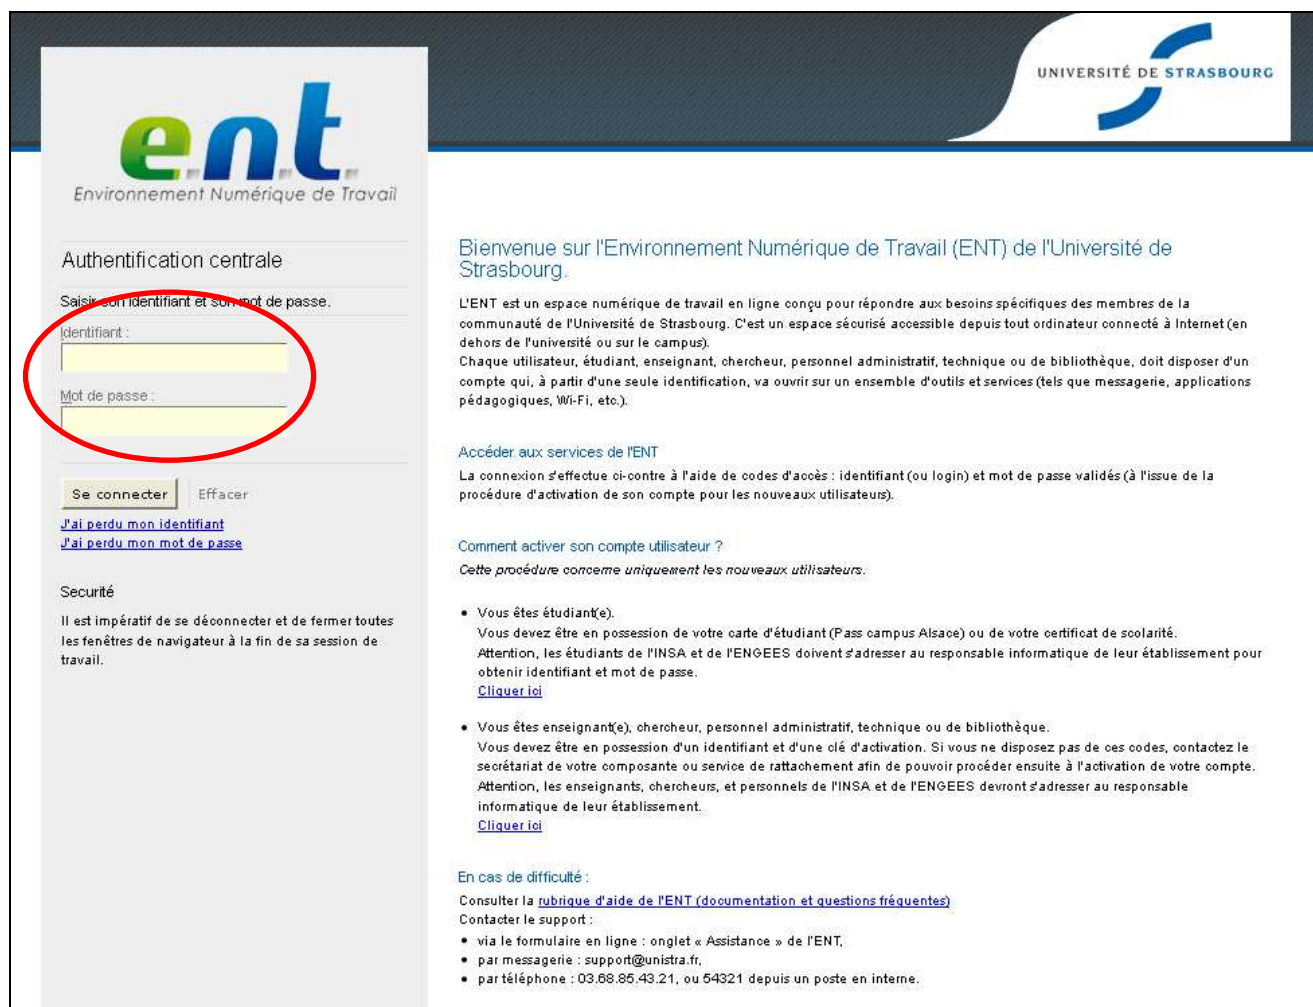 UNIVERSITÉ DE STRASBOURG
e.n.t.
Environnement Numérique de Travail
Authentification centrale
Saisir son identifiant et son mot de passe.
Identifiant :
Mot de passe :
Se connecter
Effacer
J'ai perdu mon identifiant
J'ai perdu mon mot de passe
Securité
Il est impératif de se déconnecter et de fermer toutes
les fenêtres de navigateur à la fin de sa session de
travail.
Bienvenue sur l'Environnement Numérique de Travail (ENT) de l'Université de
Strasbourg.
L'ENT est un espace numérique de travail en ligne conçu pour répondre aux besoins spécifiques des membres de la
communauté de l'Université de Strasbourg. C'est un espace sécurisé accessible depuis tout ordinateur connecté à Internet (en
dehors de l'université ou sur le campus).
Chaque utilisateur, étudiant, enseignant, chercheur, personnel administratif, technique ou de bibliothèque, doit disposer d'un
compte qui, à partir d'une seule identification, va ouvrir sur un ensemble d'outils et services (tels que messagerie, applications
pédagogiques, Wi-Fi, etc.).
Accéder aux services de l'ENT
La connexion s'effectue ci-contre à l'aide de codes d'accès : identifiant (ou login) et mot de passe validés (à l'issue de la
procédure d'activation de son compte pour les nouveaux utilisateurs).
Comment activer son compte utilisateur ?
Cette procédure concerne uniquement les nouveaux utilisateurs.
• Vous êtes étudiant(e).
Vous devez être en possession de votre carte d'étudiant (Pass campus Alsace) ou de votre certificat de scolarité.
Attention, les étudiants de l'INSA et de l'ENGEES doivent s'adresser au responsable informatique de leur établissement pour
obtenir identifiant et mot de passe.
Cliquer ici
• Vous êtes enseignant(e), chercheur, personnel administratif, technique ou de bibliothèque.
Vous devez être en possession d'un identifiant et d'une clé d'activation. Si vous ne disposez pas de ces codes, contactez le
secrétariat de votre composante ou service de rattachement afin de pouvoir procéder ensuite à l'activation de votre compte.
Attention, les enseignants, chercheurs, et personnels de l'INSA et de l'ENGEES devront s'adresser au responsable
informatique de leur établissement.
Cliquer ici
En cas de difficulté :
Consulter la rubrique d'aide de l'ENT (documentation et questions fréquentes)
Contacter le support :
• via le formulaire en ligne : onglet « Assistance » de l'ENT,
• par messagerie : support@unistra.fr,
• par téléphone : 03.68.85.43.21, ou 54321 depuis un poste en interne.